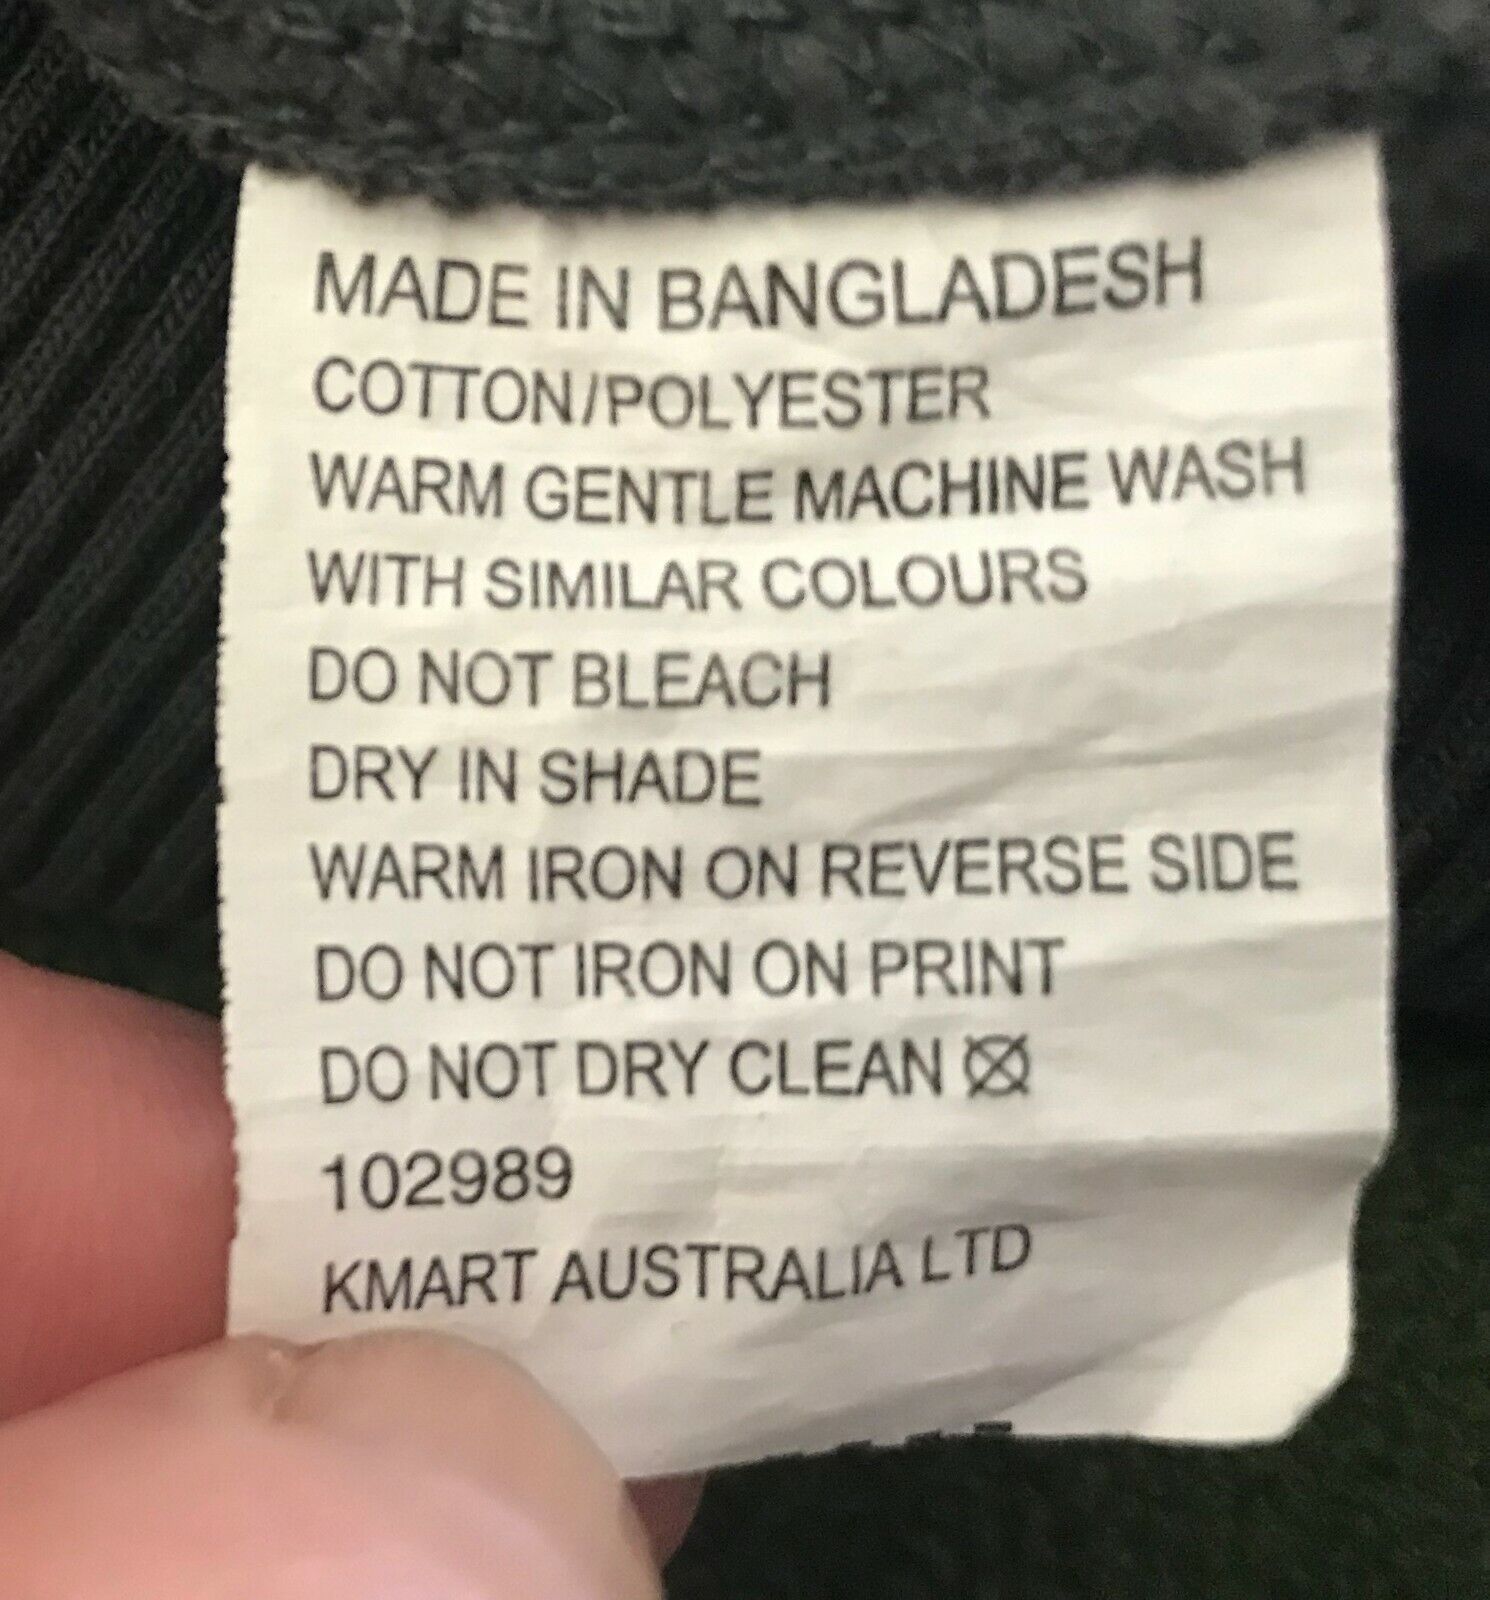 MADE IN BANGLADESH
COTTON/POLYESTER
WARM GENTLE MACHINE WASH
WITH SIMILAR COLOURS
DO NOT BLEACH
DRY IN SHADE
WARM IRON ON REVERSE SIDE
DO NOT IRON ON PRINT
DO NOT DRY CLEAN
102989
KMART AUSTRALIA LTD